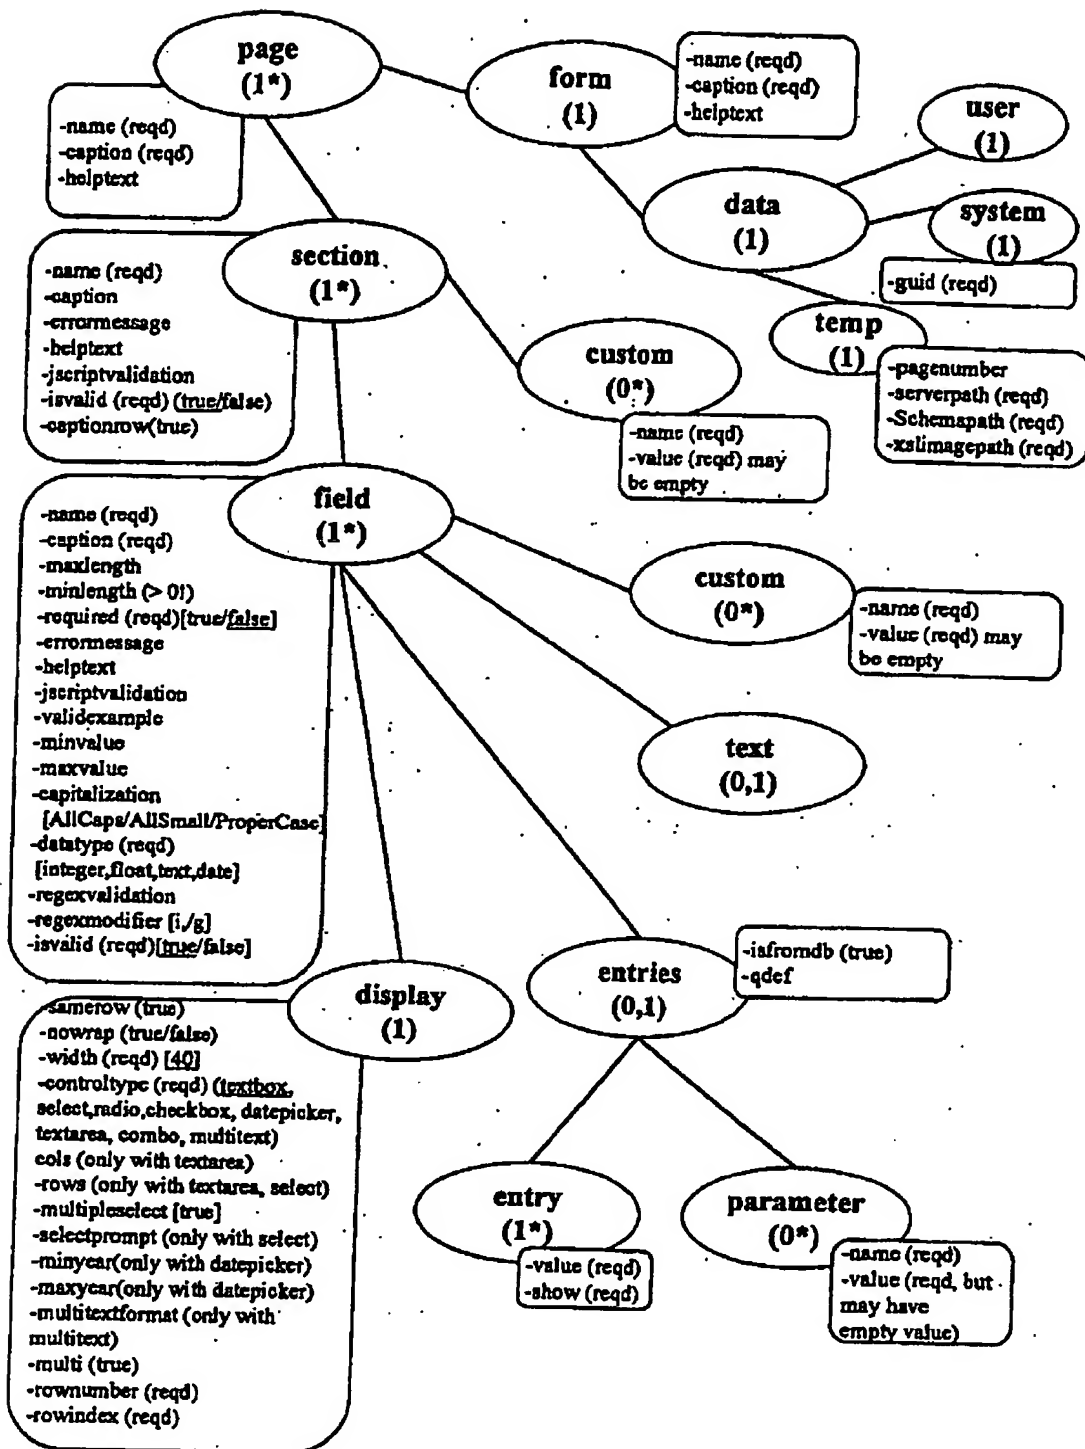 page
(1*)
-name (reqd)
-caption (reqd)
-helptext
form
(1)
-name (reqd)
-caption (reqd)
-helptext
user
(1)
data
(1)
system
(1)
-guid (reqd)
temp
(1)
-pagenumber
-serverpath (reqd)
-Schemapath (reqd)
-xslimagepath (reqd)
section
(1*)
-name (reqd)
-caption
-errormessage
-helptext
-jscriptvalidation
-isvalid (reqd) (true/false)
-captionrow(true)
custom
(0*)
-name (reqd)
-value (reqd) may
be empty
field
(1*)
-name (reqd)
-caption (reqd)
-maxlength
-minlength (> 0!)
-required (reqd)[true/false]
-errormessage
-helptext
-jscriptvalidation
-validexample
-minvalue
-maxvalue
-capitalization
[AllCaps/AllSmall/ProperCase]
-datatype (reqd)
[integer,float,text,date]
-regexvalidation
-regexmodifier [i,/g]
-isvalid (reqd)[true/false]
custom
(0*)
-name (reqd)
-value (reqd) may
be empty
text
(0,1)
display
(1)
-samerow (true)
-nowrap (true/false)
-width (reqd) [40]
-controltype (reqd) (textbox,
select,radio,checkbox, datepicker,
textarea, combo, multitext)
cols (only with textarea)
-rows (only with textarea, select)
-multipleselect [true]
-selectprompt (only with select)
-minyear(only with datepicker)
-maxyear(only with datepicker)
-multitextformat (only with
multitext)
-multi (true)
-rownumber (reqd)
-rowindex (reqd)
entries
(0,1)
-isfromdb (true)
-qdef
entry
(1*)
-value (reqd)
-show (reqd)
parameter
(0*)
-name (reqd)
-value (reqd, but
may have
empty value)